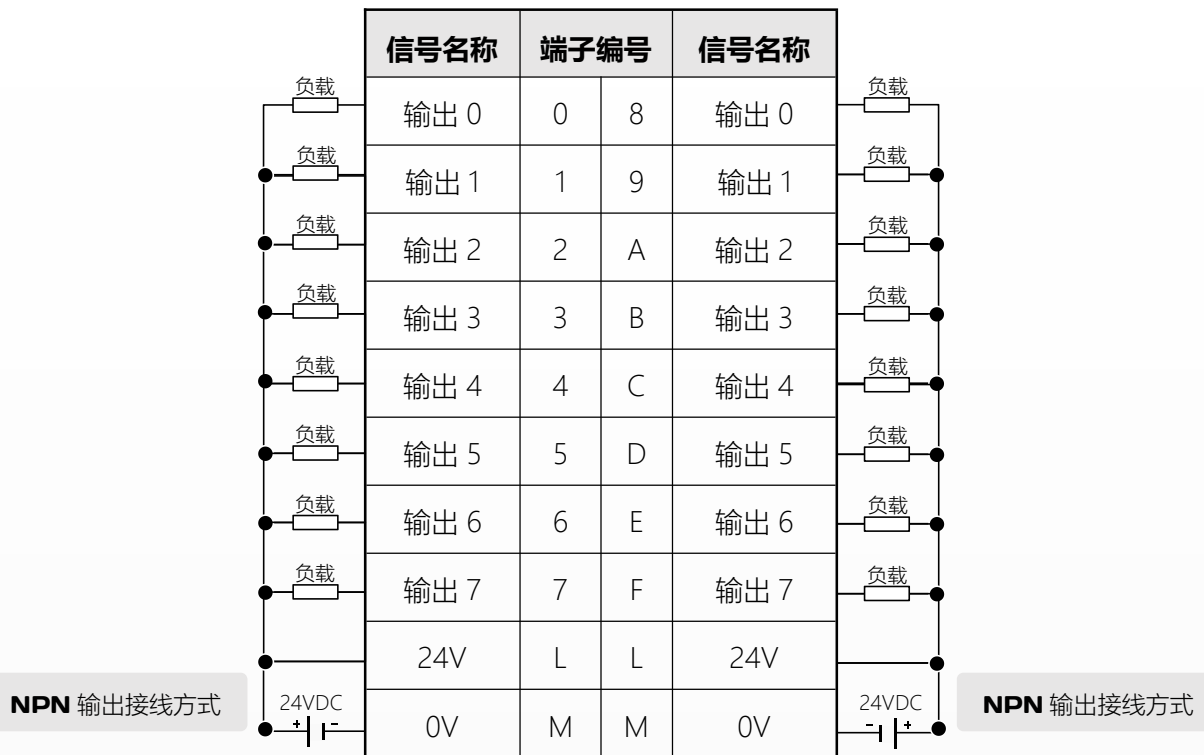 信号名称 端子编号 信号名称
负载 输出 0 0 8 输出 0 负载
负载 输出 1 1 9 输出 1 负载
负载 输出 2 2 A 输出 2 负载
负载 输出 3 3 B 输出 3 负载
负载 输出 4 4 C 输出 4 负载
负载 输出 5 5 D 输出 5 负载
负载 输出 6 6 E 输出 6 负载
负载 输出 7 7 F 输出 7 负载
24V L L 24V
NPN 输出接线方式 24VDC + - 0V M M 0V 24VDC - + NPN 输出接线方式